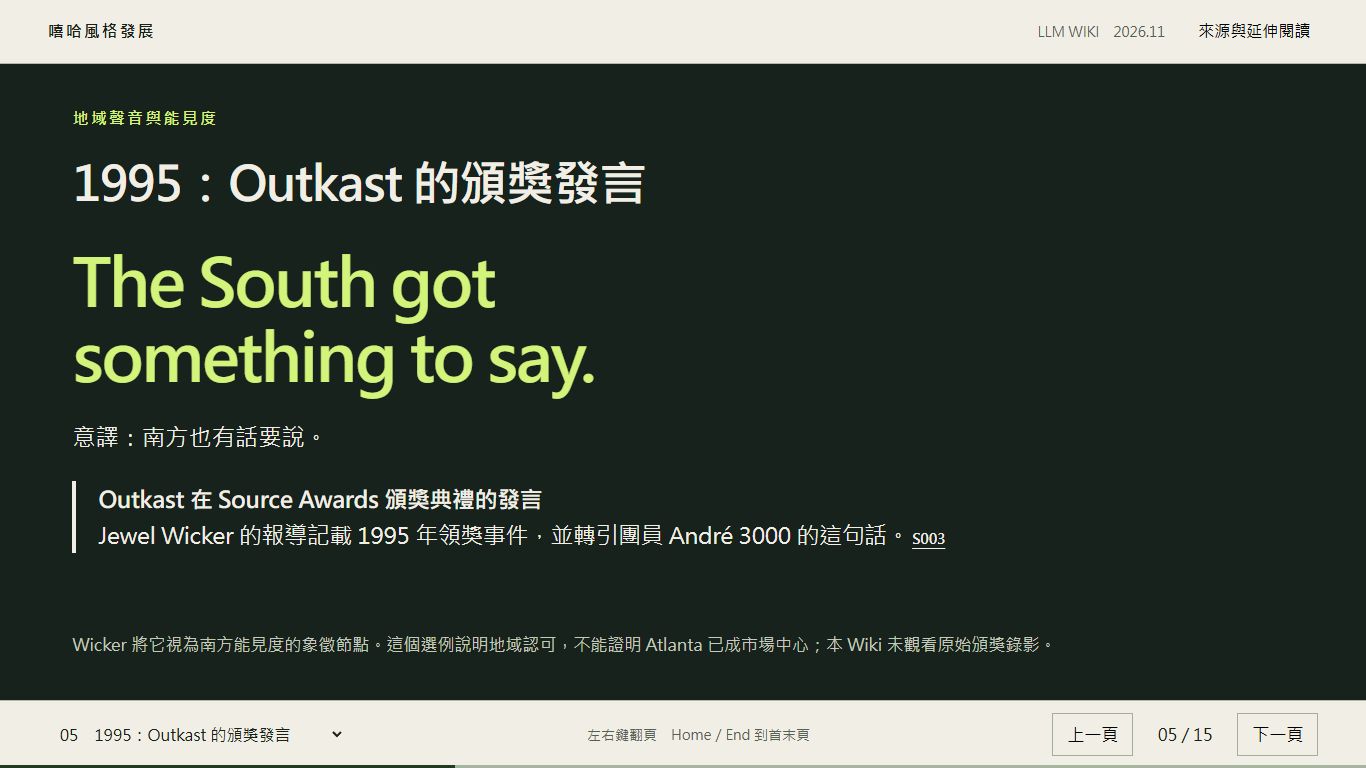 嘻哈風格發展
LLM WIKI 2026.11 來源與延伸閱讀
地域聲音與能見度
1995：Outkast 的頒獎發言
The South got
something to say.
意譯：南方也有話要說。
Outkast 在 Source Awards 頒獎典禮的發言
Jewel Wicker 的報導記載 1995 年領獎事件，並轉引團員 André 3000 的這句話。 S003
Wicker 將它視為南方能見度的象徵節點。這個選例說明地域認可，不能證明 Atlanta 已成市場中心；本 Wiki 未觀看原始頒獎錄影。
05 1995：Outkast 的頒獎發言
左右鍵翻頁 Home / End 到首末頁
上一頁 05 / 15 下一頁